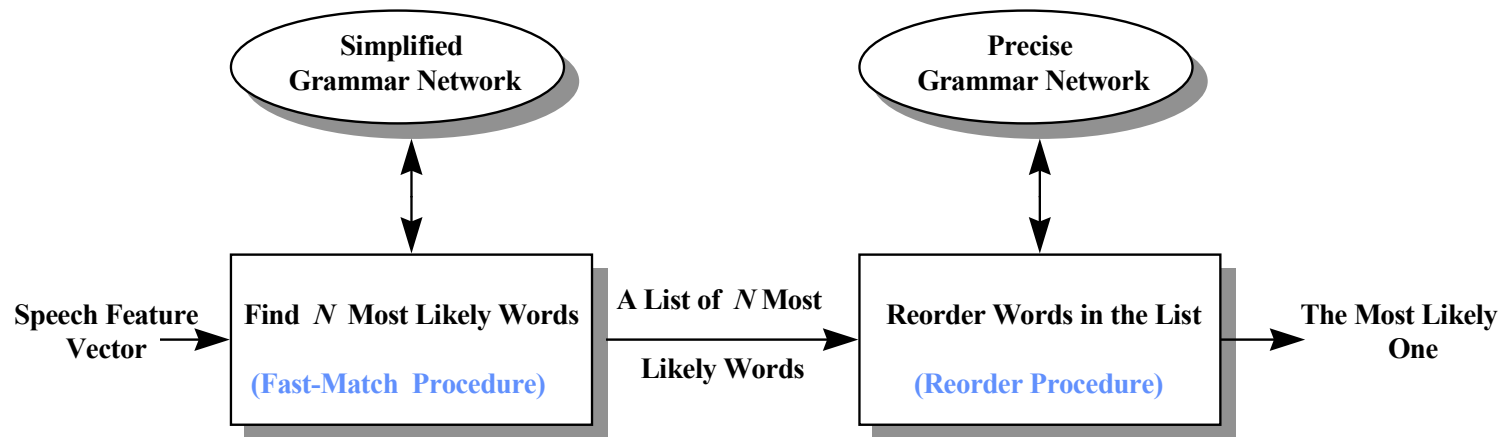 Simplified
Grammar Network
Precise
Grammar Network
Speech Feature
Vector
Find N Most Likely Words
(Fast-Match Procedure)
A List of N Most
Likely Words
Reorder Words in the List
(Reorder Procedure)
The Most Likely
One